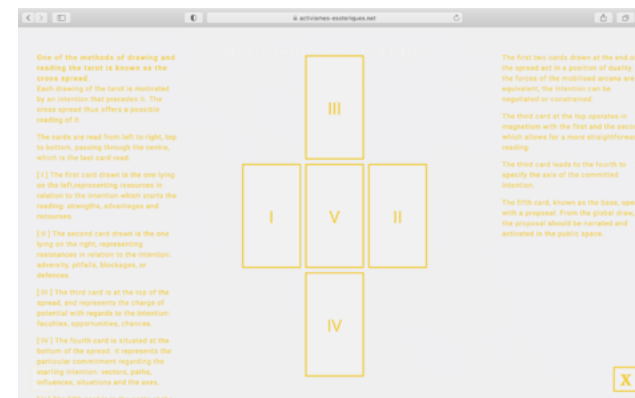 activismes-esoteriques.net
One of the methods of drawing and
reading the tarot is known as the
cross spread.
Each drawing of the tarot is motivated
by an intention that precedes it. The
cross spread thus offers a possible
reading of it.
The cards are read from left to right, top
to bottom, passing through the centre,
which is the last card read.
[ I ] The first card drawn is the one lying
on the left,representing resources in
relation to the intention which starts the
reading: strengths, advantages and
recourses.
[ II ] The second card drawn is the one
lying on the right, representing
resonances in relation to the intention:
adversity, pitfalls, blockages, or
defences.
[ III ] The third card is at the top of the
spread, and represents the charge of
potential with regards to the intention:
faculties, opportunities, chances.
[ IV ] The fourth card is situated at the
bottom of the spread. It represents the
particular commitment regarding the
starting intention: vectors, paths,
influences, situations and the axes.
III
I
V
II
IV
The first two cards drawn at the end o
the spread act in a position of duality,
the forces of the mobilised arcana are
equivalent, the intention can be
negotiated or constrained.
The third card at the top operates in
magnetism with the first and the seco
which allows for a more straightforwa
reading.
The third card leads to the fourth to
specify the axis of the committed
intention.
The fifth card, known as the base, ope
with a proposal. From the global draw,
the proposal should be narrated and
activated in the public space.
X